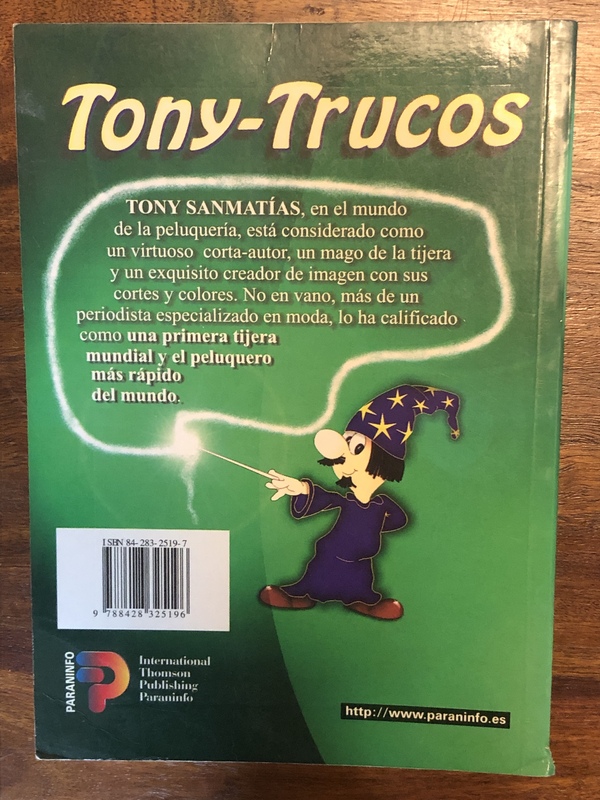 Tony-Trucos
TONY SANMATÍAS, en el mundo
de la peluquería, está considerado como
un virtuoso corta-autor, un mago de la tijera
y un exquisito creador de imagen con sus
cortes y colores. No en vano, más de un
periodista especializado en moda, lo ha calificado
como una primera tijera
mundial y el peluquero
más rápido
del mundo.
ISBN 84-283-2519-7
9 788428 325196
PARANINFO
International
Thomson
Publishing
Paraninfo
http://www.paraninfo.es